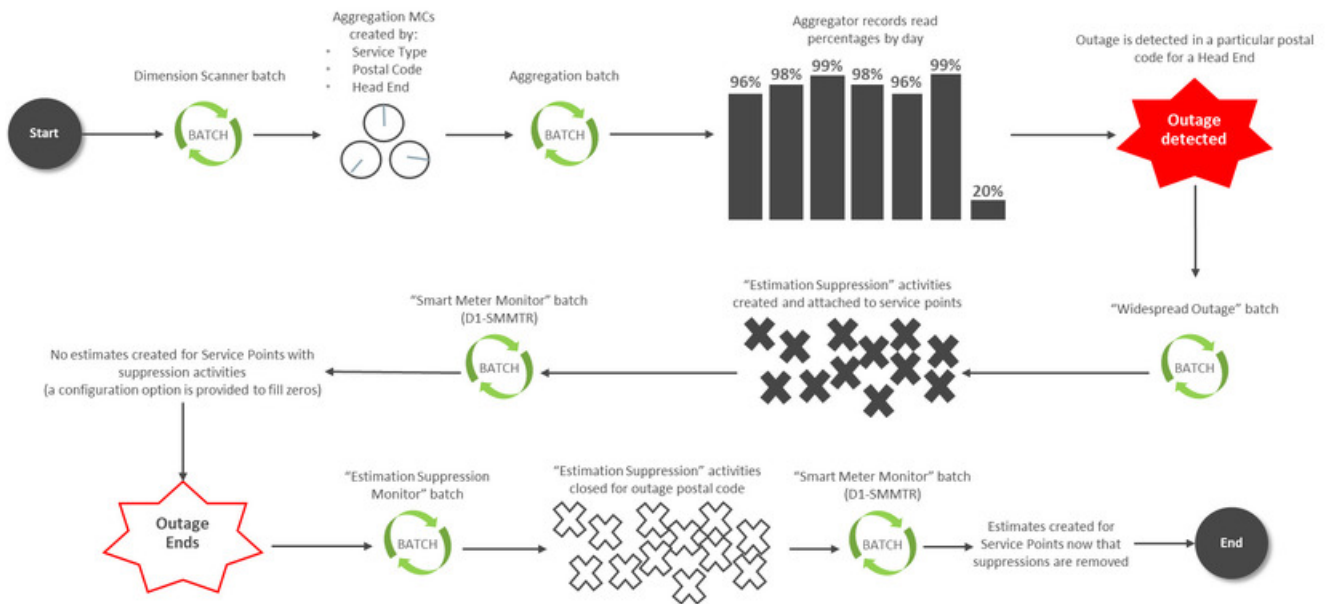 Start
Dimension Scanner batch
BATCH
Aggregation MCs
created by:
• Service Type
• Postal Code
• Head End
Aggregation batch
BATCH
Aggregator records read
percentages by day
96%
98%
99%
98%
96%
99%
20%
Outage is detected in a particular postal
code for a Head End
Outage
detected
“Widespread Outage” batch
BATCH
“Estimation Suppression” activities
created and attached to service points
“Smart Meter Monitor” batch
(D1-SMMTR)
BATCH
No estimates created for Service Points with
suppression activities
(a configuration option is provided to fill zeros)
Outage
Ends
“Estimation Suppression
Monitor” batch
BATCH
“Estimation Suppression” activities
closed for outage postal code
“Smart Meter Monitor” batch
(D1-SMMTR)
BATCH
Estimates created for
Service Points now that
suppressions are removed
End